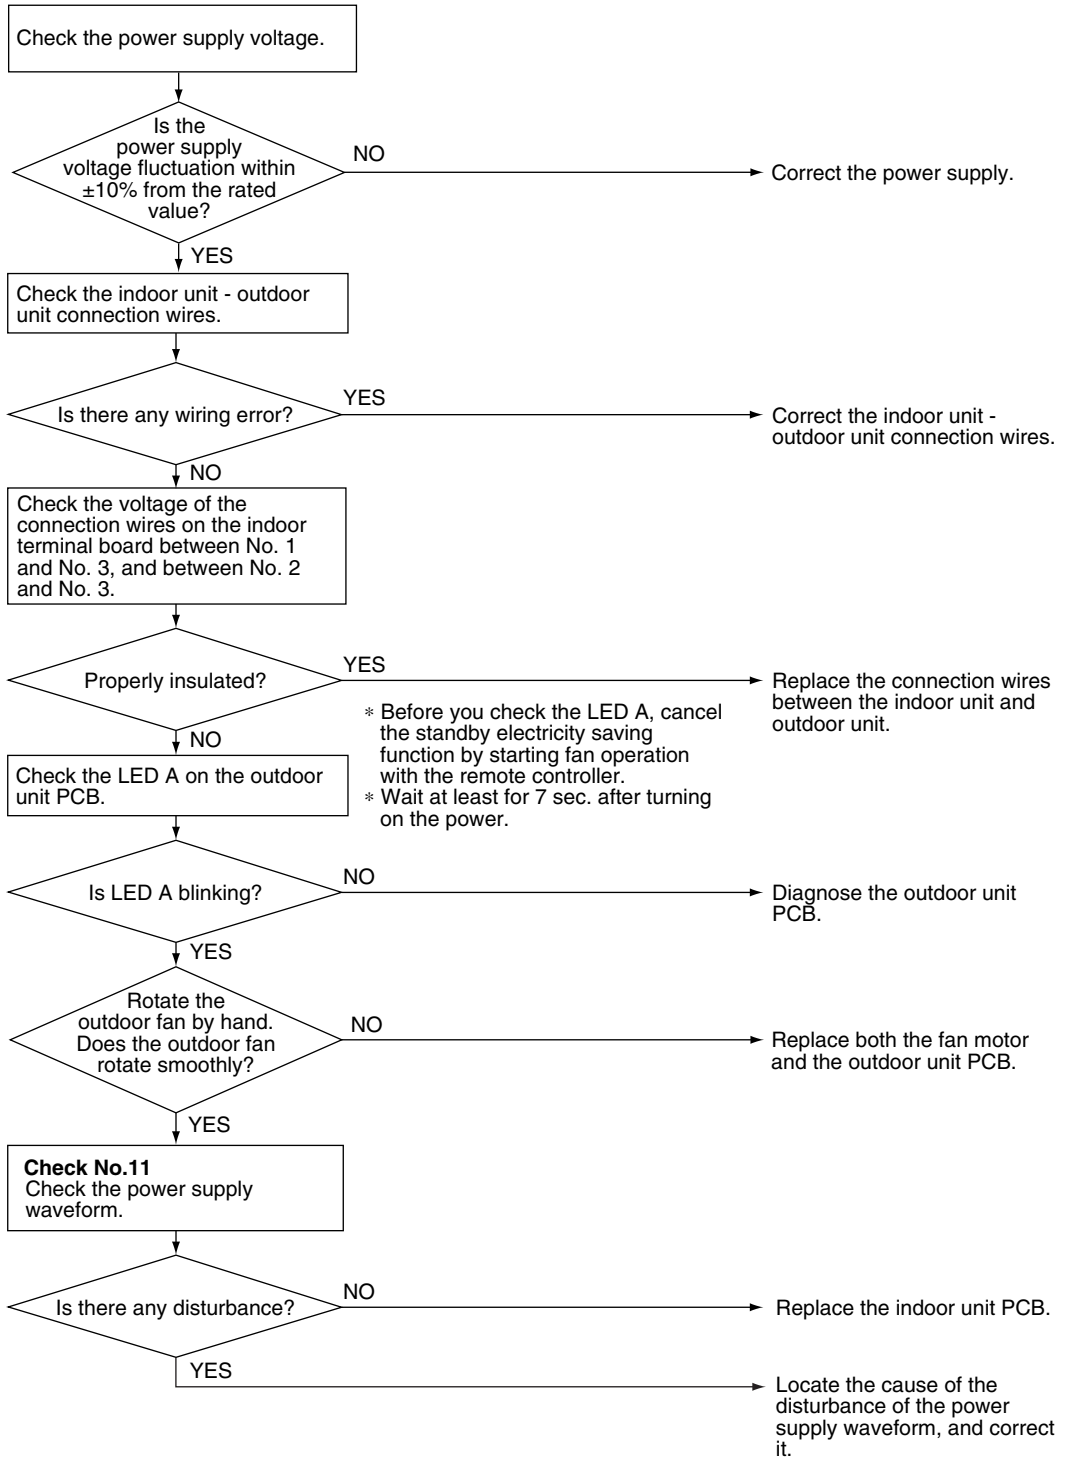 Check the power supply voltage.
Is the
power supply
voltage fluctuation within
±10% from the rated
value?
NO
Correct the power supply.
YES
Check the indoor unit - outdoor
unit connection wires.
Is there any wiring error?
YES
Correct the indoor unit -
outdoor unit connection wires.
NO
Check the voltage of the
connection wires on the indoor
terminal board between No. 1
and No. 3, and between No. 2
and No. 3.
Properly insulated?
YES
Replace the connection wires
between the indoor unit and
outdoor unit.
NO
∗ Before you check the LED A, cancel
the standby electricity saving
function by starting fan operation
with the remote controller.
∗ Wait at least for 7 sec. after turning
on the power.
Check the LED A on the outdoor
unit PCB.
Is LED A blinking?
NO
Diagnose the outdoor unit
PCB.
YES
Rotate the
outdoor fan by hand.
Does the outdoor fan
rotate smoothly?
NO
Replace both the fan motor
and the outdoor unit PCB.
YES
Check No.11
Check the power supply
waveform.
Is there any disturbance?
NO
Replace the indoor unit PCB.
YES
Locate the cause of the
disturbance of the power
supply waveform, and correct
it.